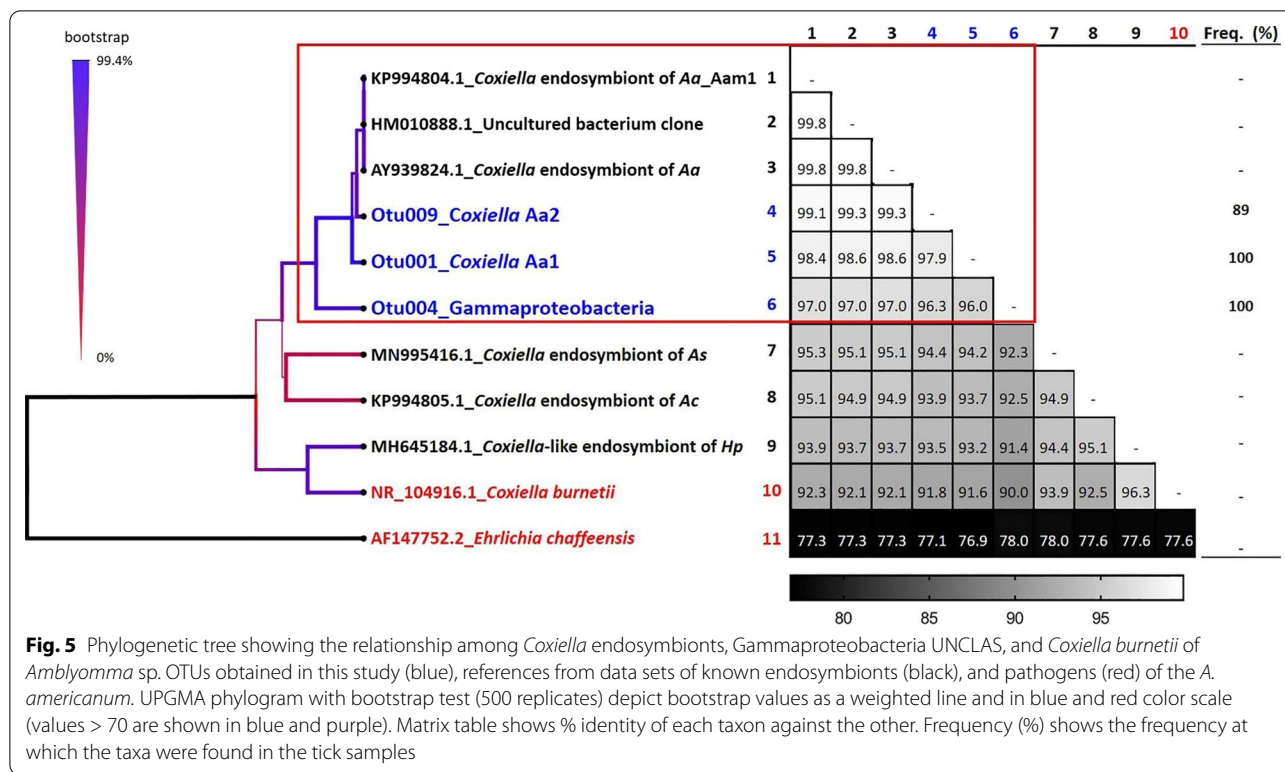 bootstrap
99.4%
0%
1 2 3 4 5 6 7 8 9 10 Freq. (%)
KP994804.1_Coxiella endosymbiont of Aa_Aam1 1 - -
HM010888.1_Uncultured bacterium clone 2 99.8 - -
AY939824.1_Coxiella endosymbiont of Aa 3 99.8 99.8 - -
Otu009_Coxiella Aa2 4 99.1 99.3 99.3 - 89
Otu001_Coxiella Aa1 5 98.4 98.6 98.6 97.9 - 100
Otu004_Gammaproteobacteria 6 97.0 97.0 97.0 96.3 96.0 - 100
MN995416.1_Coxiella endosymbiont of As 7 95.3 95.1 95.1 94.4 94.2 92.3 - -
KP994805.1_Coxiella endosymbiont of Ac 8 95.1 94.9 94.9 93.9 93.7 92.5 94.9 - -
MH645184.1_Coxiella-like endosymbiont of Hp 9 93.9 93.7 93.7 93.5 93.2 91.4 94.4 95.1 - -
NR_104916.1_Coxiella burnetii 10 92.3 92.1 92.1 91.8 91.6 90.0 93.9 92.5 96.3 - -
AF147752.2_Ehrlichia chaffeensis 11 77.3 77.3 77.3 77.1 76.9 78.0 78.0 77.6 77.6 77.6 -
80 85 90 95
Fig. 5 Phylogenetic tree showing the relationship among Coxiella endosymbionts, Gammaproteobacteria UNCLAS, and Coxiella burnetii of
Amblyomma sp. OTUs obtained in this study (blue), references from data sets of known endosymbionts (black), and pathogens (red) of the A.
americanum. UPGMA phylogram with bootstrap test (500 replicates) depict bootstrap values as a weighted line and in blue and red color scale
(values > 70 are shown in blue and purple). Matrix table shows % identity of each taxon against the other. Frequency (%) shows the frequency at
which the taxa were found in the tick samples